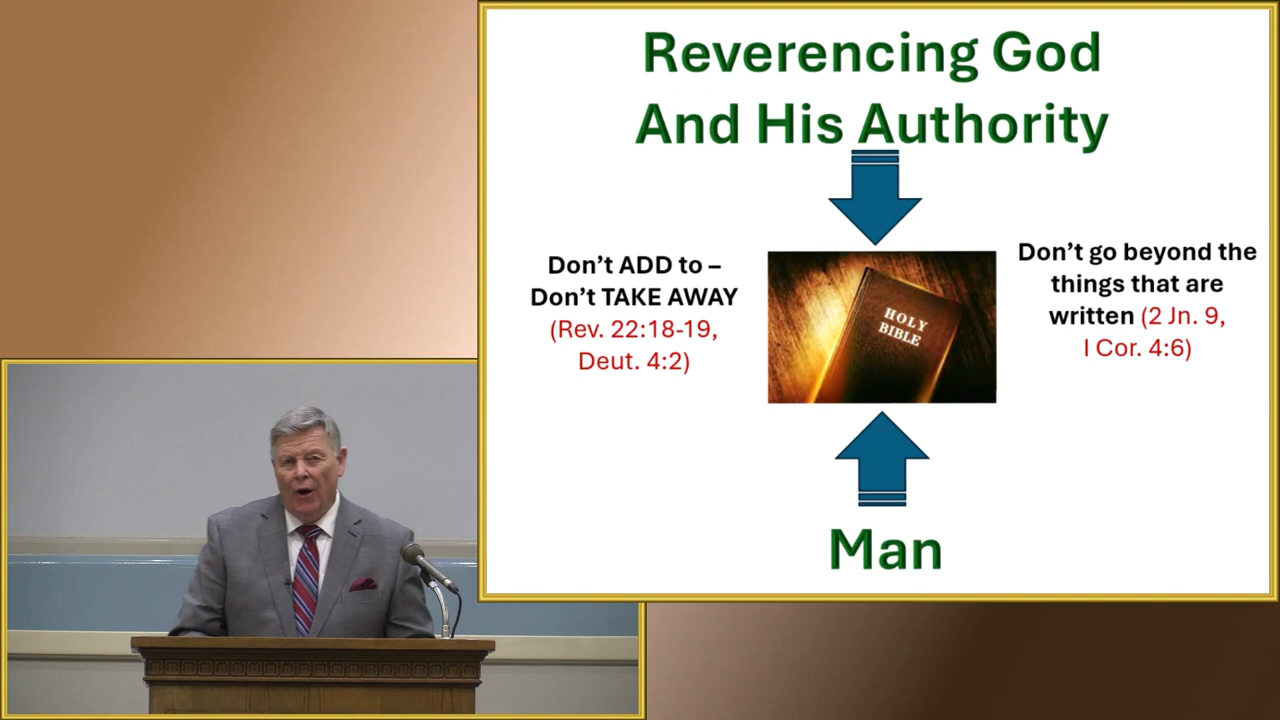 Reverencing God
And His Authority
Don’t ADD to –
Don’t TAKE AWAY
(Rev. 22:18-19,
Deut. 4:2)
HOLY
BIBLE
Don’t go beyond the
things that are
written (2 Jn. 9,
I Cor. 4:6)
Man